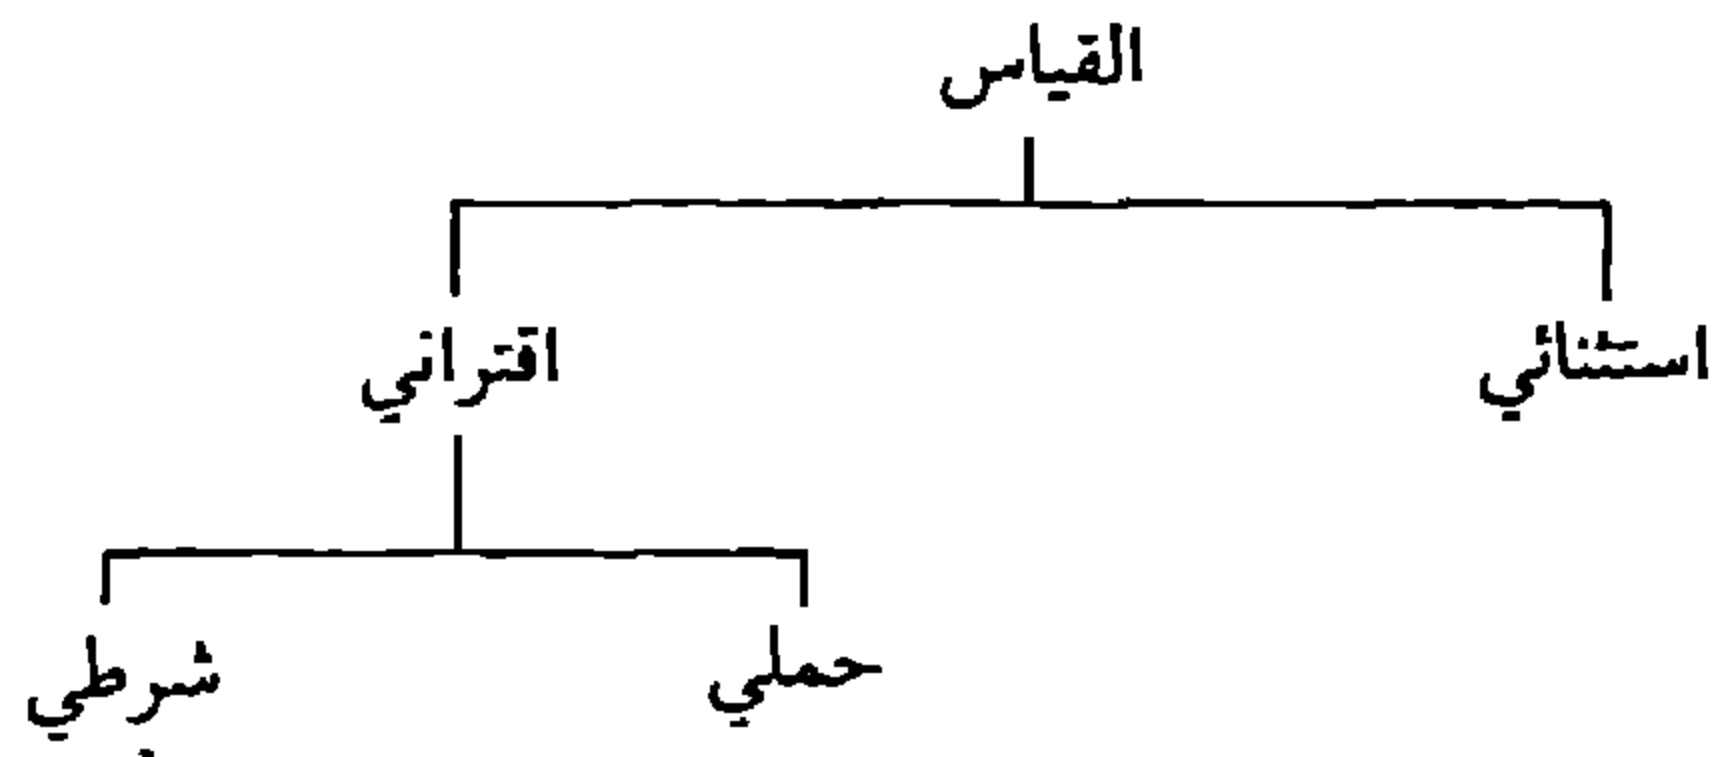 القياس
استثنائي
اقتراني
حملي
شرطي